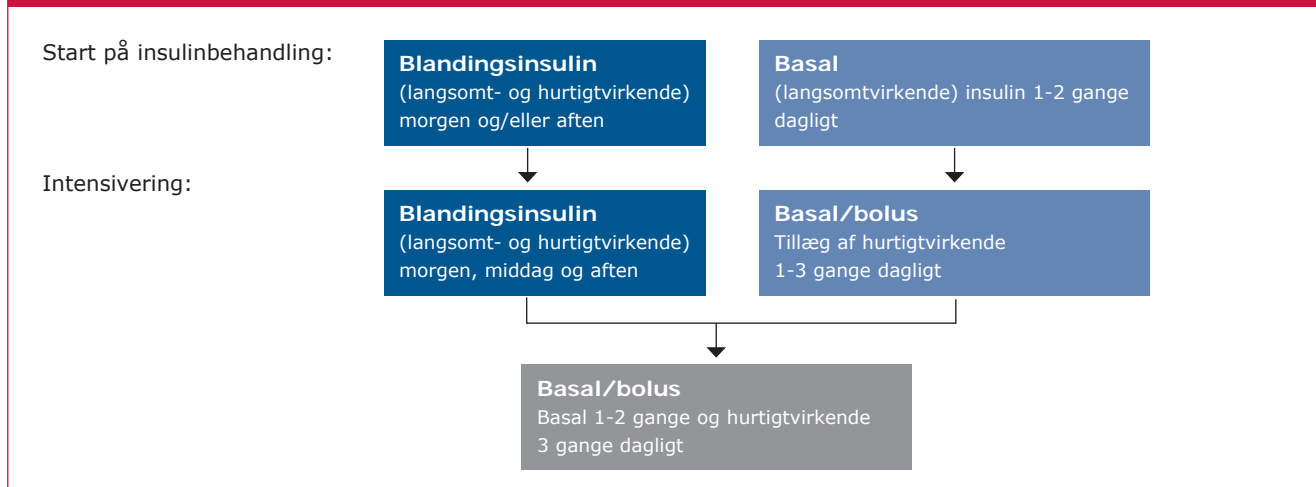 Start på insulinbehandling:
Blandingsinsulin
(langsomt- og hurtigtvirkende)
morgen og/eller aften
Basal
(langsomtvirkende) insulin 1-2 gange
dagligt
Intensivering:
Blandingsinsulin
(langsomt- og hurtigtvirkende)
morgen, middag og aften
Basal/bolus
Tillæg af hurtigtvirkende
1-3 gange dagligt
Basal/bolus
Basal 1-2 gange og hurtigtvirkende
3 gange dagligt